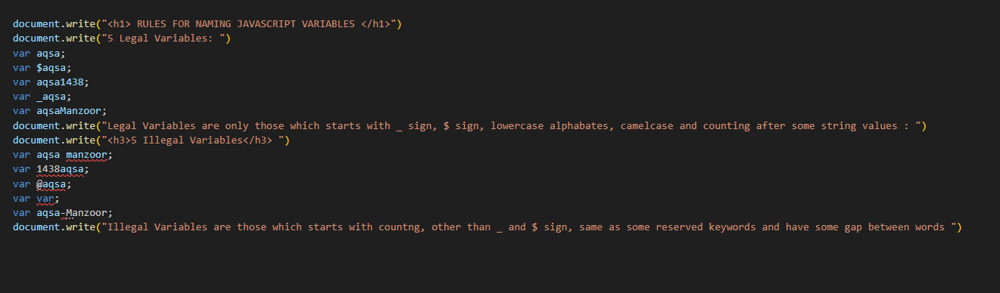 document.write("<h1> RULES FOR NAMING JAVASCRIPT VARIABLES </h1>")
document.write("5 Legal Variables: ")
var aqsa;
var $aqsa;
var aqsa1438;
var _aqsa;
var aqsaManzoor;
document.write("Legal Variables are only those which starts with _ sign, $ sign, lowercase alphabates, camelcase and counting after some string values : ")
document.write("<h3>5 Illegal Variables</h3> ")
var aqsa manzoor;
var 1438aqsa;
var @aqsa;
var var;
var aqsa-Manzoor;
document.write("Illegal Variables are those which starts with countng, other than _ and $ sign, same as some reserved keywords and have some gap between words ")